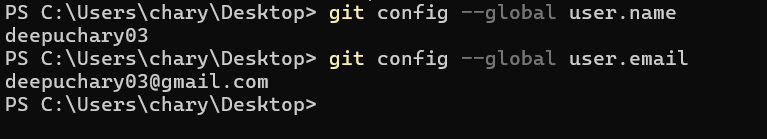 PS C:\Users\chary\Desktop> git config --global user.name
deepuchary03
PS C:\Users\chary\Desktop> git config --global user.email
deepuchary03@gmail.com
PS C:\Users\chary\Desktop>